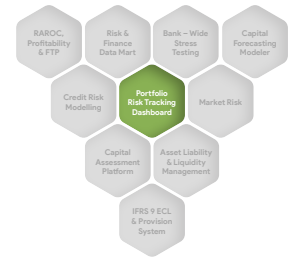 RAROC,
Profitability
& FTP
Risk &
Finance
Data Mart
Bank – Wide
Stress
Testing
Capital
Forecasting
Modeler
Credit Risk
Modelling
Portfolio
Risk Tracking
Dashboard
Market Risk
Capital
Assessment
Platform
Asset Liability
& Liquidity
Management
IFRS 9 ECL
& Provision
System